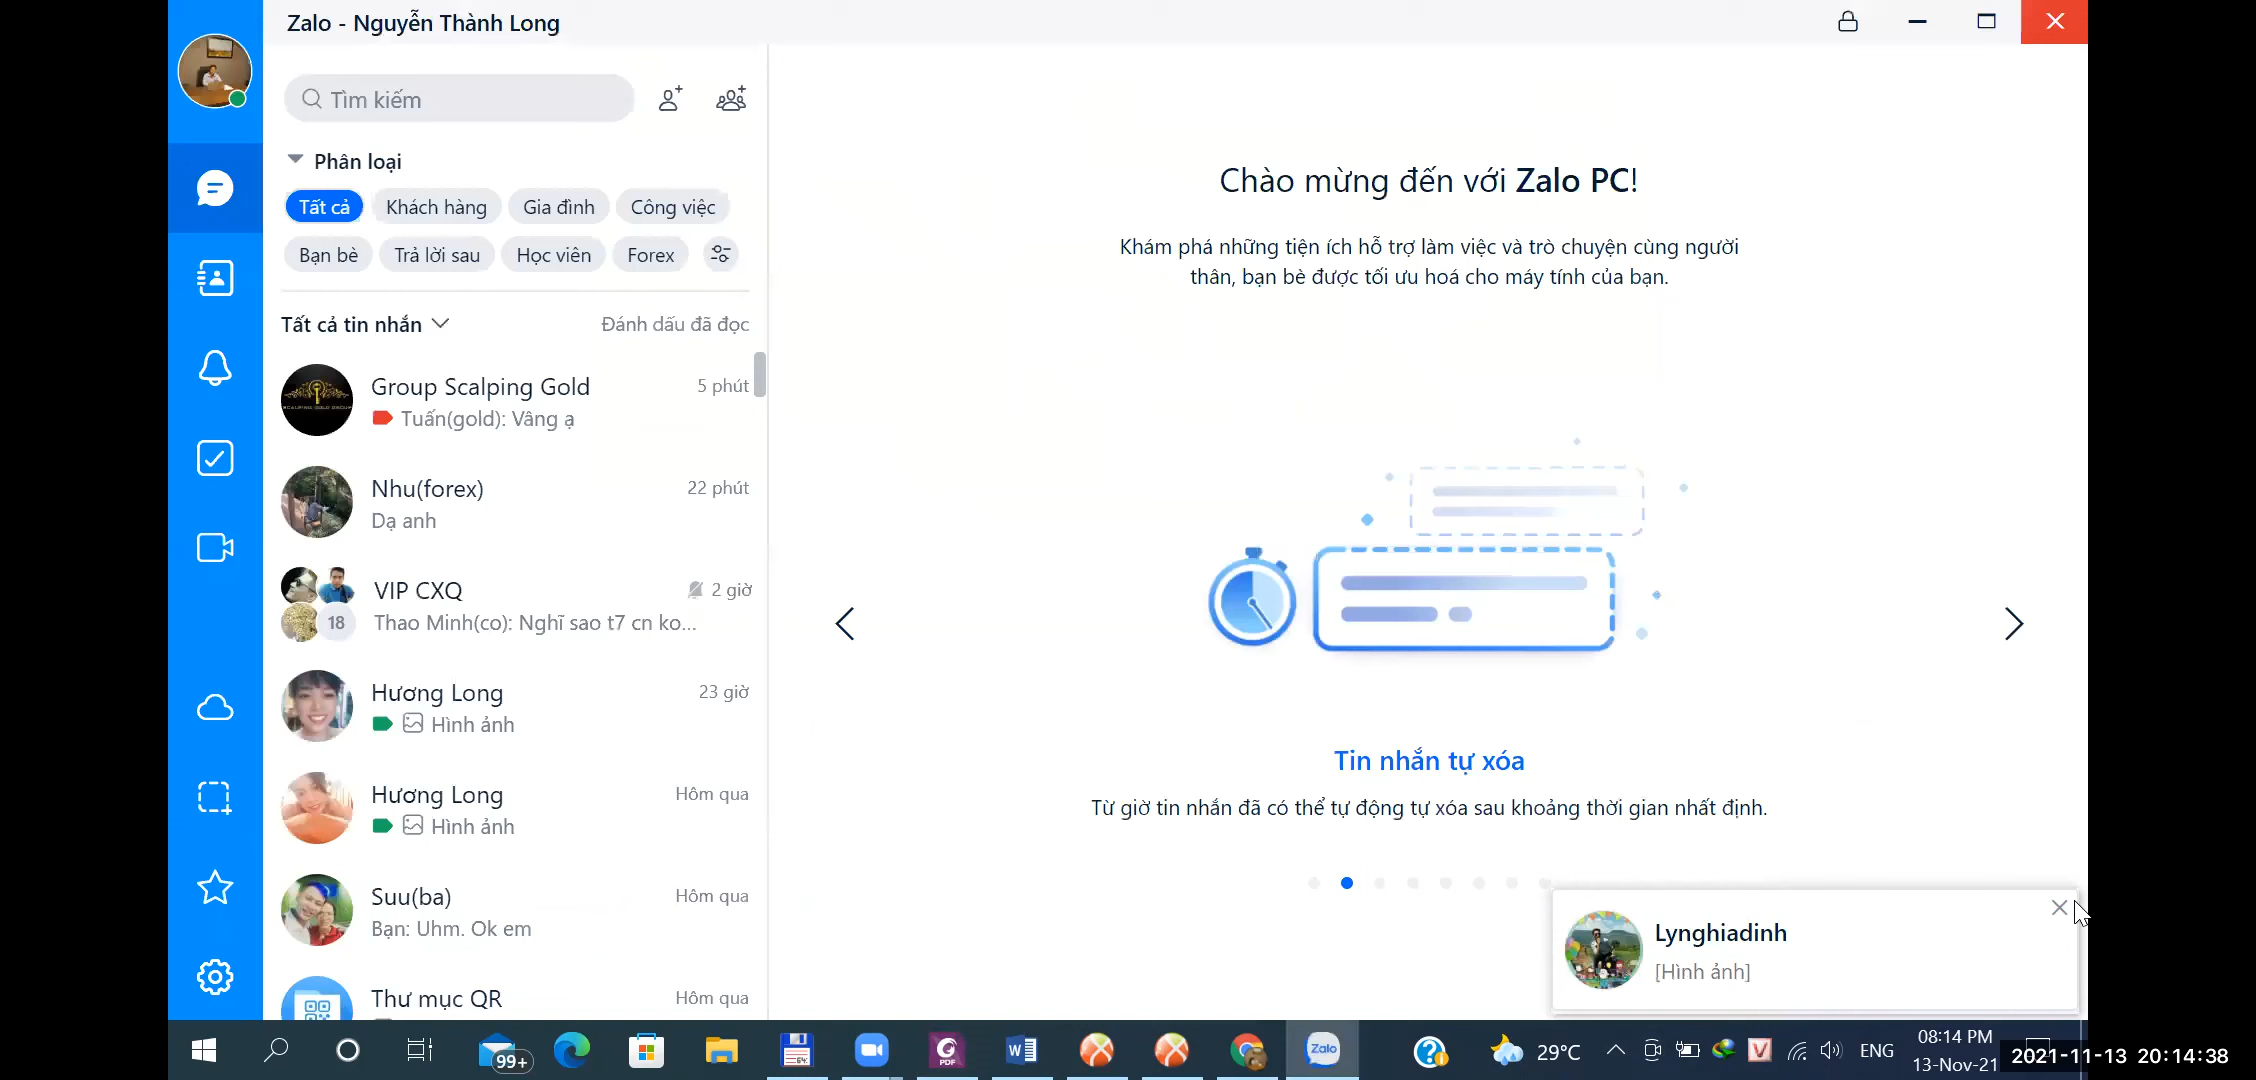 Zalo - Nguyễn Thành Long
Tìm kiếm
Phân loại
Tất cả
Khách hàng
Gia đình
Công việc
Bạn bè
Trả lời sau
Học viên
Forex
Tất cả tin nhắn
Đánh dấu đã đọc
Group Scalping Gold
5 phút
Tuấn(gold): Vâng ạ
SCALPING GOLD GROUP
Nhu(forex)
22 phút
Dạ anh
VIP CXQ
2 giờ
18
Thao Minh(co): Nghĩ sao t7 cn ko...
Hương Long
23 giờ
Hình ảnh
Hương Long
Hôm qua
Hình ảnh
Suu(ba)
Hôm qua
Bạn: Uhm. Ok em
Thư mục QR
Hôm qua
Chào mừng đến với Zalo PC!
Khám phá những tiện ích hỗ trợ làm việc và trò chuyện cùng người
thân, bạn bè được tối ưu hoá cho máy tính của bạn.
Tin nhắn tự xóa
Từ giờ tin nhắn đã có thể tự động tự xóa sau khoảng thời gian nhất định.
Lynghiadinh
[Hình ảnh]
99+
64
PDF
W
Zalo
29°C
V
ENG
08:14 PM
13-Nov-21
2021-11-13 20:14:38